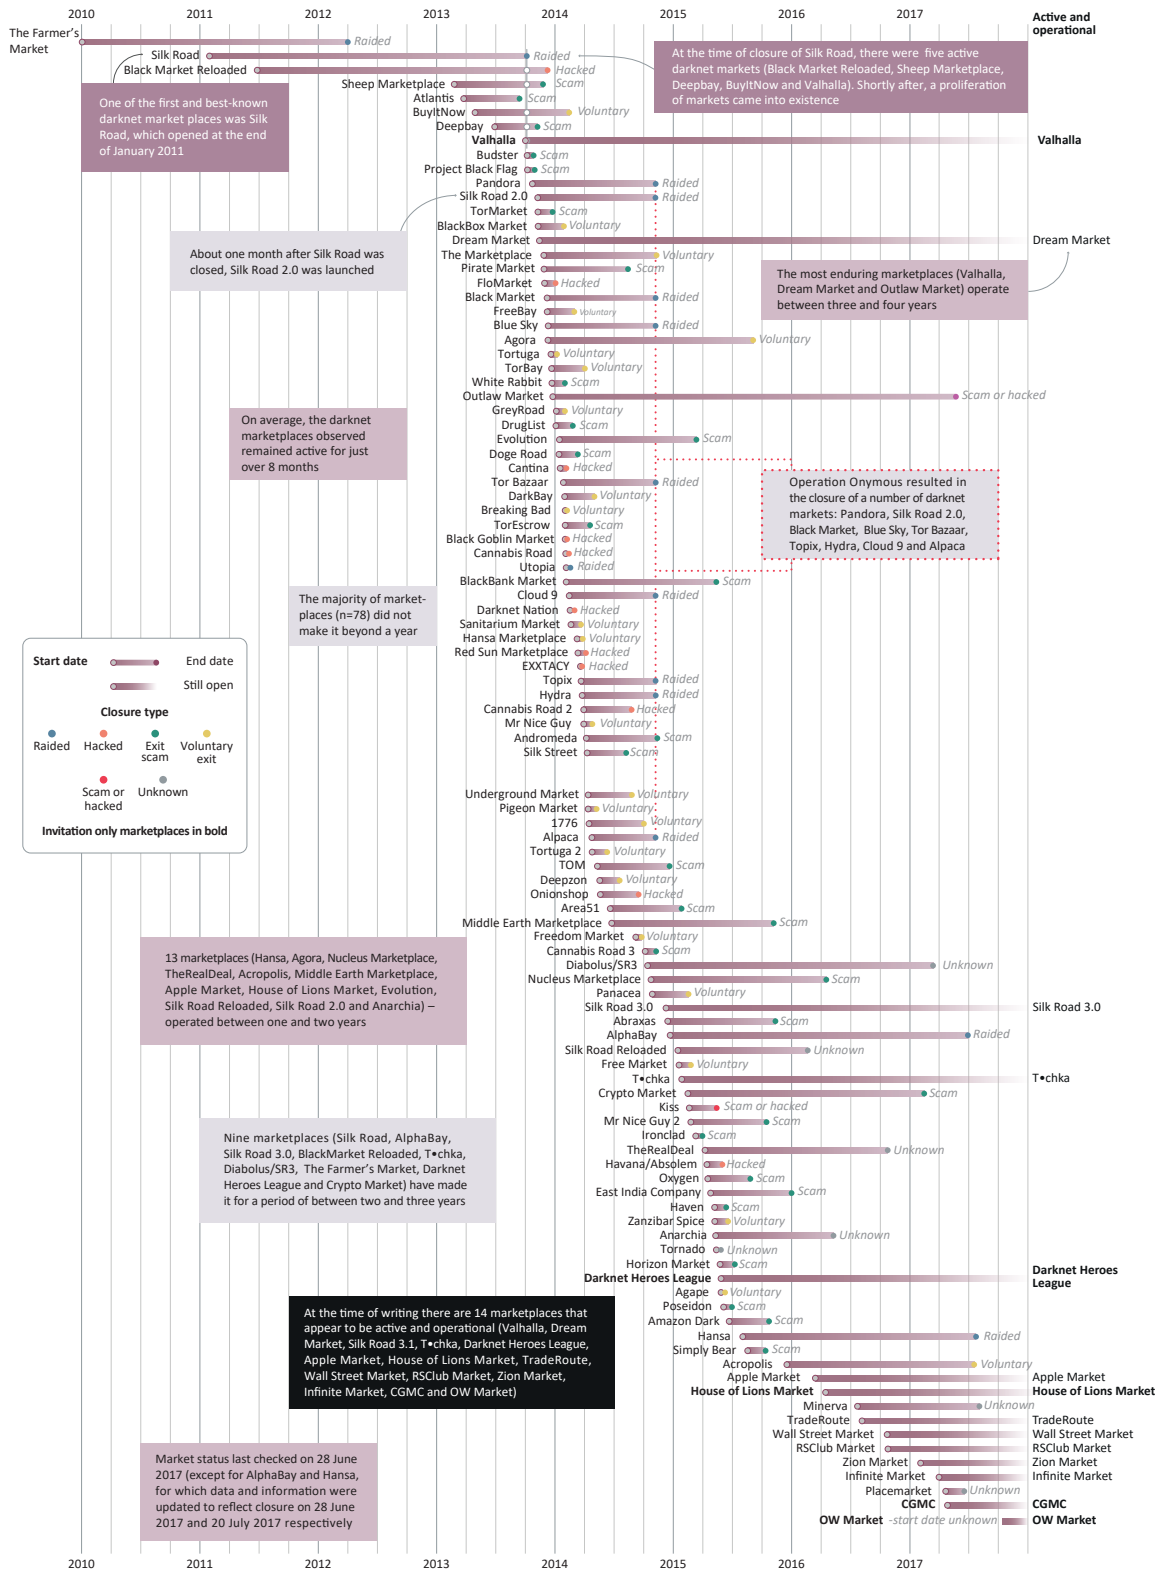 2010 2011 2012 2013 2014 2015 2016 2017
Active and
operational
The Farmer's
Market
Raided
Silk Road Raided
Black Market Reloaded Hacked
Sheep Marketplace Scam
Atlantis Scam
BuyItNow Voluntary
Deepbay Scam
Valhalla Valhalla
Budster Scam
Project Black Flag Scam
Pandora Raided
Silk Road 2.0 Raided
TorMarket Scam
BlackBox Market Voluntary
Dream Market Dream Market
The Marketplace Voluntary
Pirate Market Scam
FloMarket Hacked
Black Market Raided
FreeBay Voluntary
Blue Sky Raided
Agora Voluntary
Tortuga Voluntary
TorBay Voluntary
White Rabbit Scam
Outlaw Market Scam or hacked
GreyRoad Voluntary
DrugList Scam
Evolution Scam
Doge Road Scam
Cantina Hacked
Tor Bazaar Raided
DarkBay Voluntary
Breaking Bad Voluntary
TorEscrow Scam
Black Goblin Market Hacked
Cannabis Road Hacked
Utopia Raided
BlackBank Market Scam
Cloud 9 Raided
Darknet Nation Hacked
Sanitarium Market Voluntary
Hansa Marketplace Voluntary
Red Sun Marketplace Hacked
EXXTACY Hacked
Topix Raided
Hydra Raided
Cannabis Road 2 Hacked
Mr Nice Guy Voluntary
Andromeda Scam
Silk Street Scam
Underground Market Voluntary
Pigeon Market Voluntary
1776 Voluntary
Alpaca Raided
Tortuga 2 Voluntary
TOM Scam
Deepzon Voluntary
Onionshop Hacked
Area51 Scam
Middle Earth Marketplace Scam
Freedom Market Voluntary
Cannabis Road 3 Scam
Diabolus/SR3 Unknown
Nucleus Marketplace Scam
Panacea Voluntary
Silk Road 3.0 Silk Road 3.0
Abraxas Scam
AlphaBay Raided
Silk Road Reloaded Unknown
Free Market Voluntary
T•chka T•chka
Crypto Market Scam
Kiss Scam or hacked
Mr Nice Guy 2 Scam
Ironclad Scam
TheRealDeal Unknown
Havana/Absolem Hacked
Oxygen Scam
East India Company Scam
Haven Scam
Zanzibar Spice Voluntary
Anarchia Unknown
Tornado Unknown
Horizon Market Scam
Darknet Heroes League Darknet Heroes
League
Agape Voluntary
Poseidon Scam
Amazon Dark Scam
Hansa Raided
Simply Bear Scam
Acropolis Voluntary
Apple Market Apple Market
House of Lions Market House of Lions Market
Minerva Unknown
TradeRoute TradeRoute
Wall Street Market Wall Street Market
RSClub Market RSClub Market
Zion Market Zion Market
Infinite Market Infinite Market
Placemarket Unknown
CGMC CGMC
OW Market -start date unknown OW Market
One of the first and best-known
darknet market places was Silk
Road, which opened at the end
of January 2011
At the time of closure of Silk Road, there were five active
darknet markets (Black Market Reloaded, Sheep Marketplace,
Deepbay, BuyItNow and Valhalla). Shortly after, a proliferation
of markets came into existence
About one month after Silk Road was
closed, Silk Road 2.0 was launched
The most enduring marketplaces (Valhalla,
Dream Market and Outlaw Market) operate
between three and four years
On average, the darknet
marketplaces observed
remained active for just
over 8 months
Operation Onymous resulted in
the closure of a number of darknet
markets: Pandora, Silk Road 2.0,
Black Market, Blue Sky, Tor Bazaar,
Topix, Hydra, Cloud 9 and Alpaca
The majority of market-
places (n=78) did not
make it beyond a year
Start date End date
Still open
Closure type
Raided Hacked Exit
scam Voluntary
exit
Scam or
hacked Unknown
Invitation only marketplaces in bold
13 marketplaces (Hansa, Agora, Nucleus Marketplace,
TheRealDeal, Acropolis, Middle Earth Marketplace,
Apple Market, House of Lions Market, Evolution,
Silk Road Reloaded, Silk Road 2.0 and Anarchia) –
operated between one and two years
Nine marketplaces (Silk Road, AlphaBay,
Silk Road 3.0, BlackMarket Reloaded, T•chka,
Diabolus/SR3, The Farmer's Market, Darknet
Heroes League and Crypto Market) have made
it for a period of between two and three years
At the time of writing there are 14 marketplaces that
appear to be active and operational (Valhalla, Dream
Market, Silk Road 3.1, T•chka, Darknet Heroes League,
Apple Market, House of Lions Market, TradeRoute,
Wall Street Market, RSClub Market, Zion Market,
Infinite Market, CGMC and OW Market)
Market status last checked on 28 June
2017 (except for AlphaBay and Hansa,
for which data and information were
updated to reflect closure on 28 June
2017 and 20 July 2017 respectively
2010 2011 2012 2013 2014 2015 2016 2017